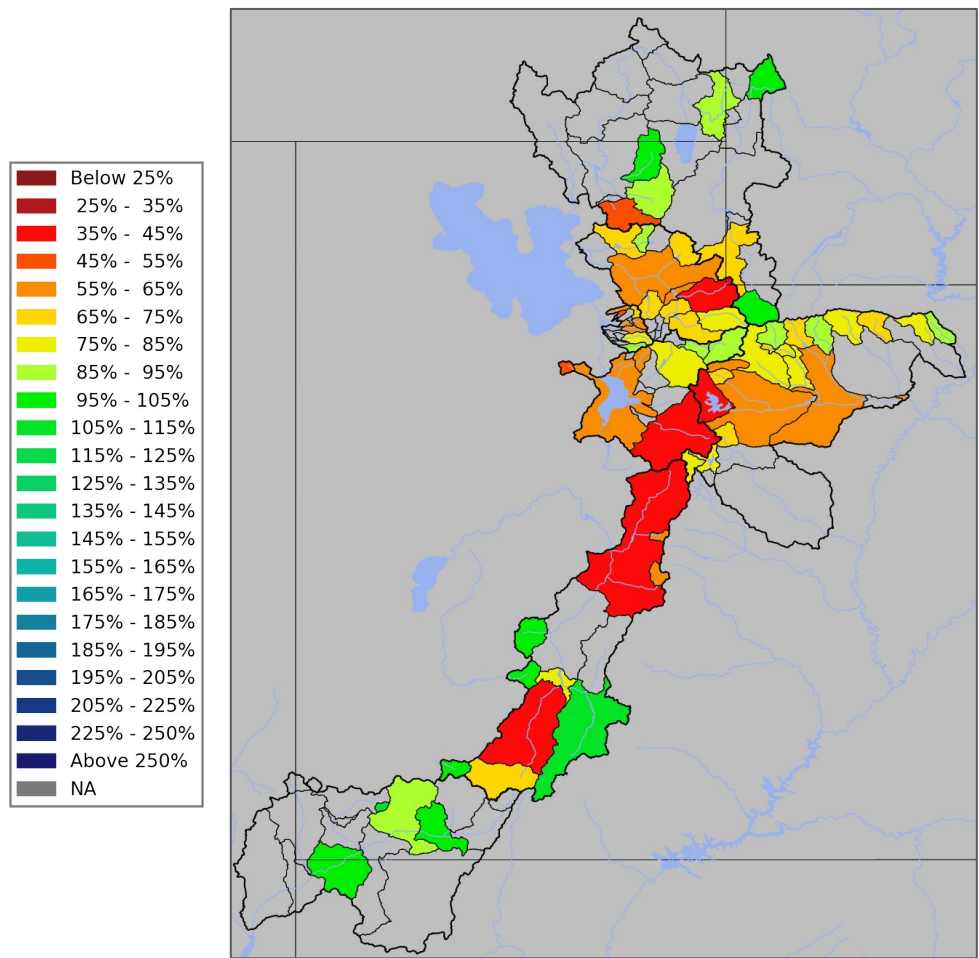 Below 25%
25% - 35%
35% - 45%
45% - 55%
55% - 65%
65% - 75%
75% - 85%
85% - 95%
95% - 105%
105% - 115%
115% - 125%
125% - 135%
135% - 145%
145% - 155%
155% - 165%
165% - 175%
175% - 185%
185% - 195%
195% - 205%
205% - 225%
225% - 250%
Above 250%
NA